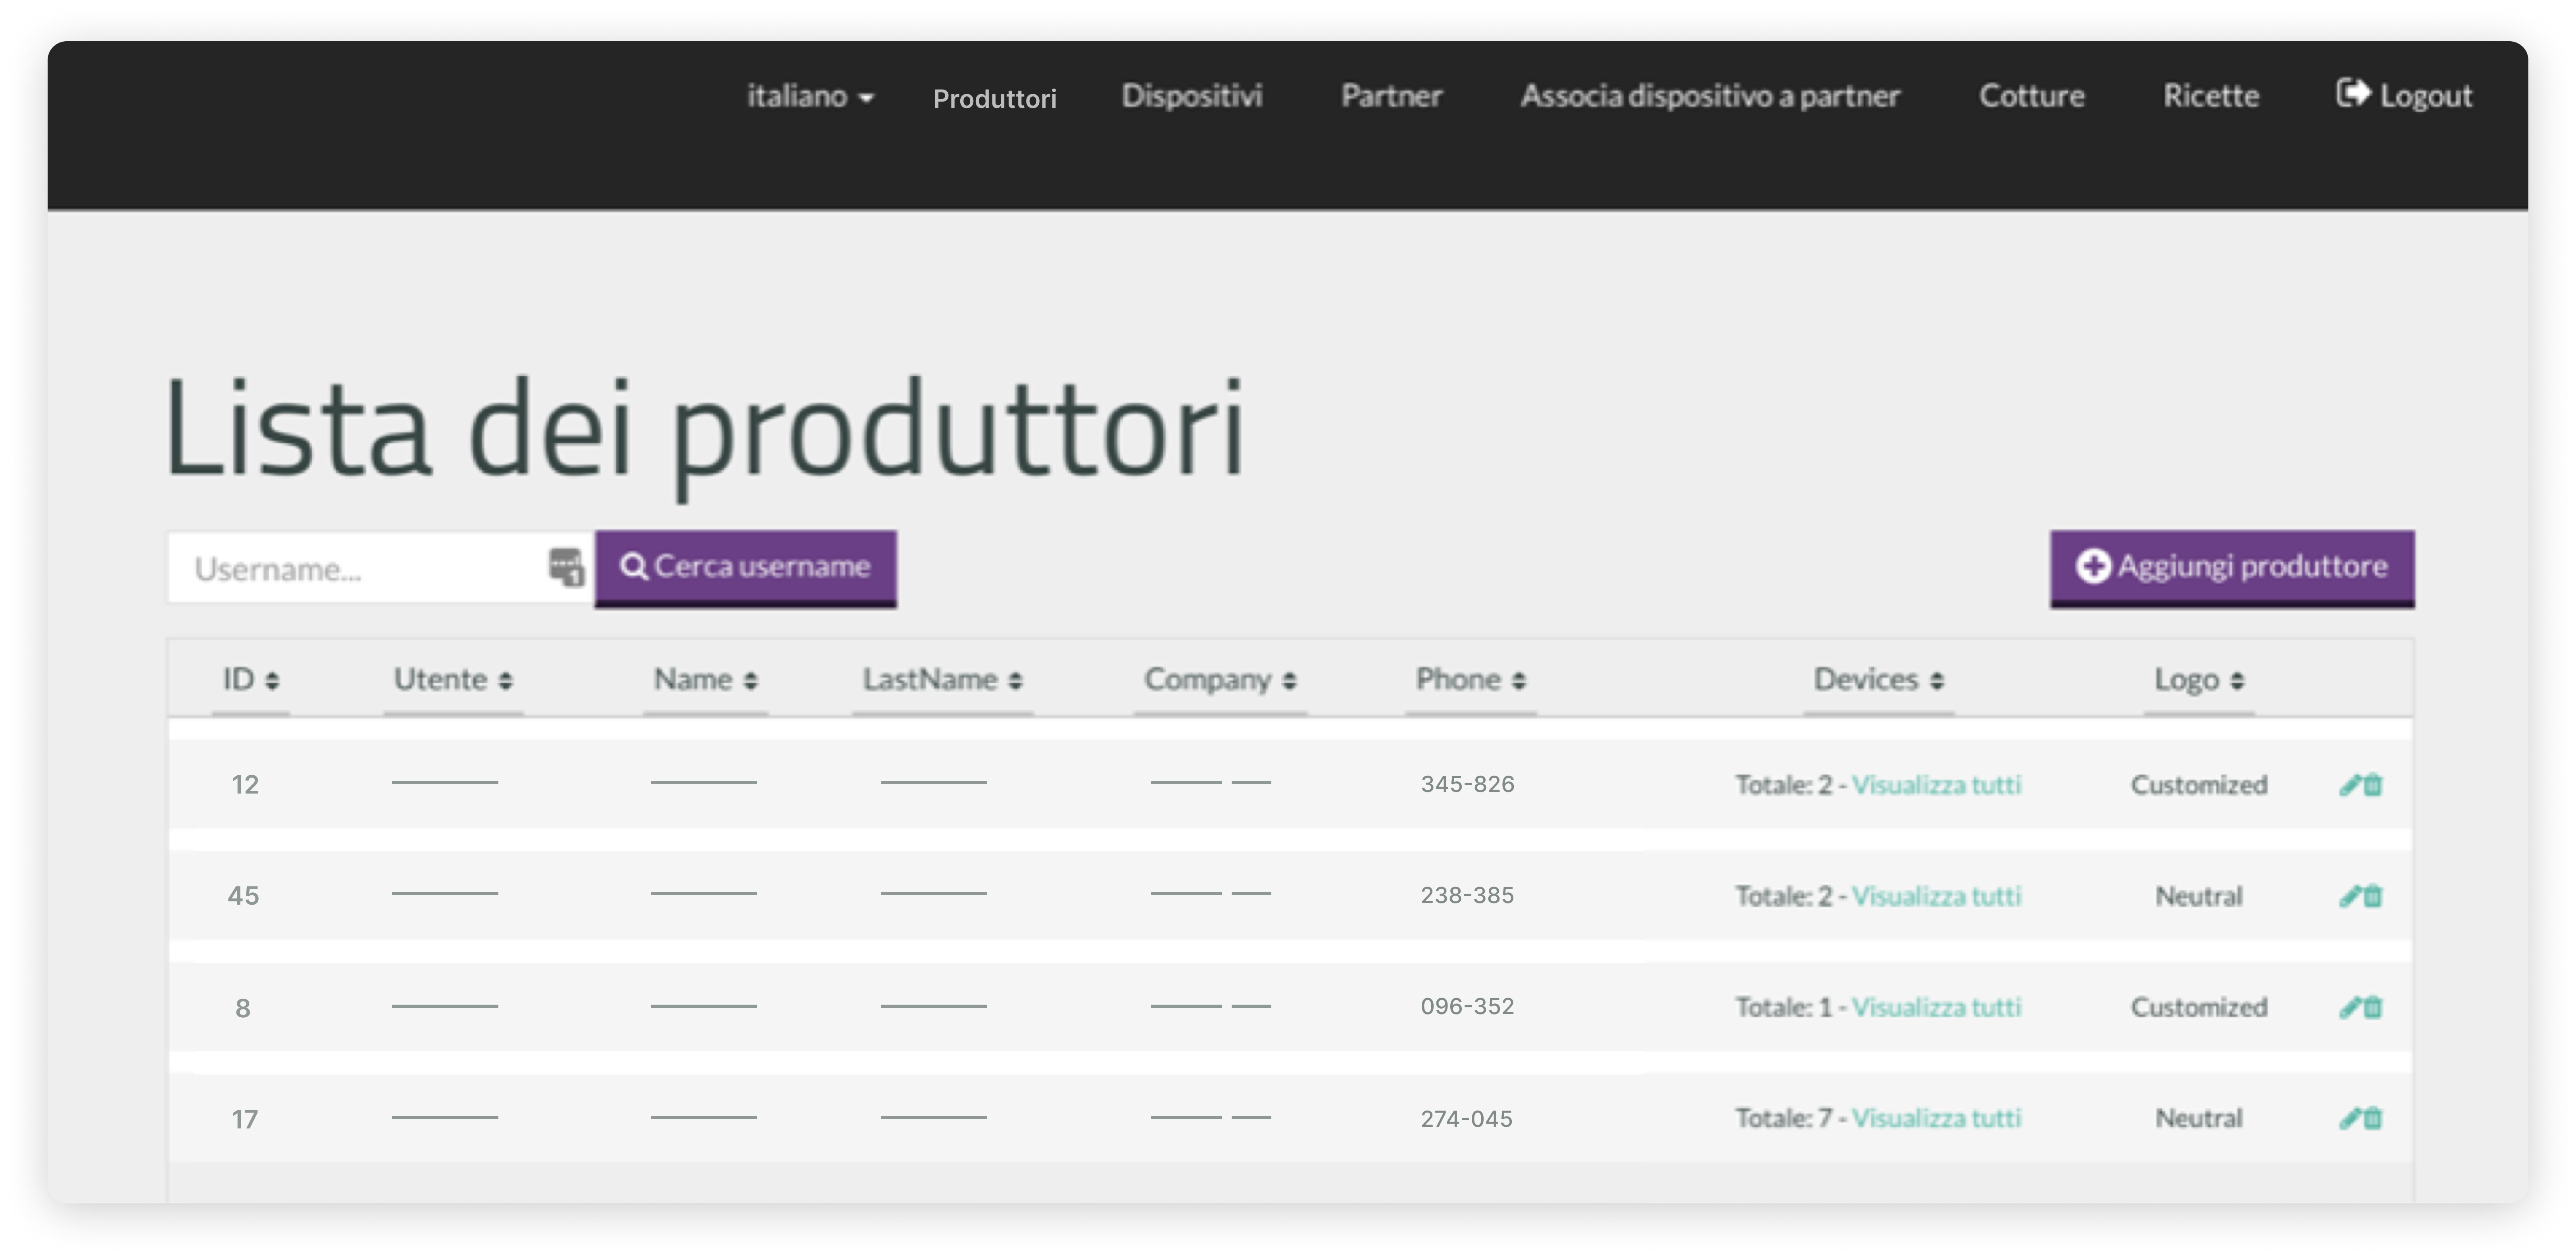 italiano Produttori Dispositivi Partner Associa dispositivo a partner Cotture Ricette Logout
Lista dei produttori
Username... 1 Cerca username Aggiungi produttore
ID Utente Name LastName Company Phone Devices Logo
12 345-826 Totale: 2 - Visualizza tutti Customized
45 238-385 Totale: 2 - Visualizza tutti Neutral
8 096-352 Totale: 1 - Visualizza tutti Customized
17 274-045 Totale: 7 - Visualizza tutti Neutral